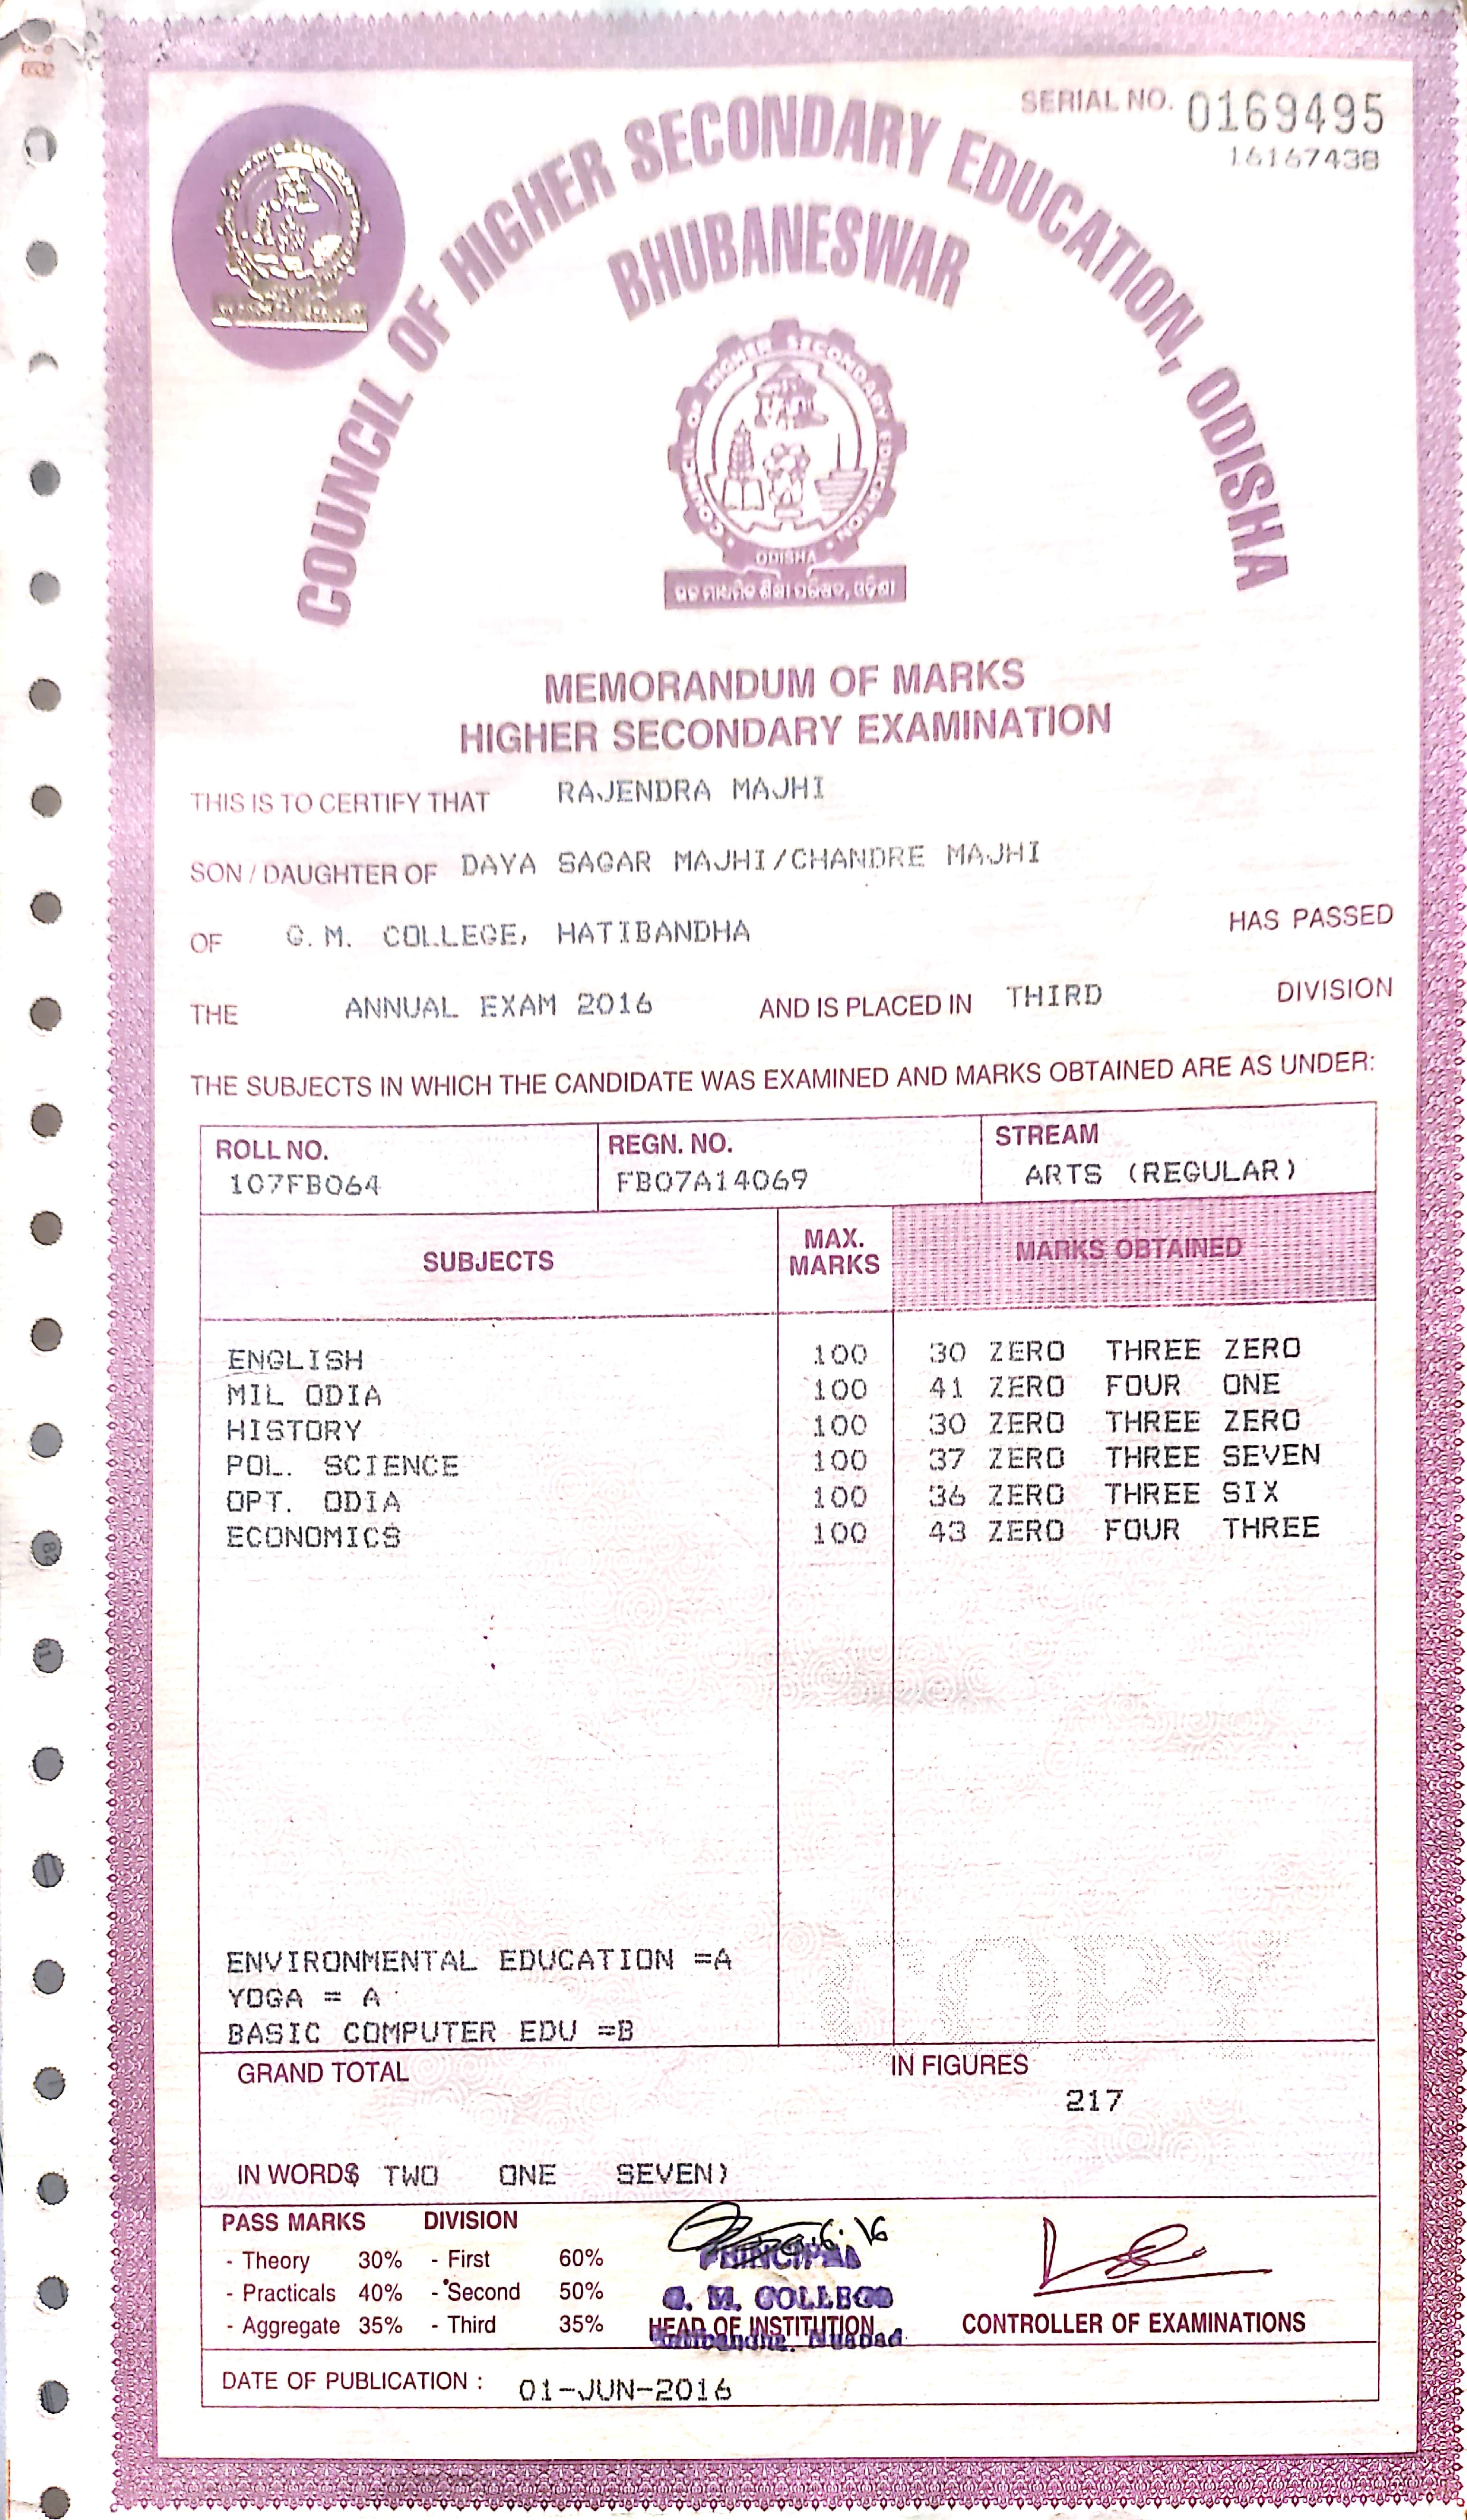 SERIAL NO. 0169495
16167438
COUNCIL OF HIGHER SECONDARY EDUCATION, ODISHA
BHUBANESWAR
COUNCIL OF HIGHER SECONDARY EDUCATION
ODISHA
MEMORANDUM OF MARKS
HIGHER SECONDARY EXAMINATION
THIS IS TO CERTIFY THAT RAJENDRA MAJHI
SON / DAUGHTER OF DAYA SAGAR MAJHI/CHANDRE MAJHI
OF G. M. COLLEGE, HATIBANDHA HAS PASSED
THE ANNUAL EXAM 2016 AND IS PLACED IN THIRD DIVISION
THE SUBJECTS IN WHICH THE CANDIDATE WAS EXAMINED AND MARKS OBTAINED ARE AS UNDER:
ROLL NO. REGN. NO. STREAM
107FB064 FB07A14069 ARTS (REGULAR)
SUBJECTS MAX. MARKS MARKS OBTAINED
ENGLISH 100 30 ZERO THREE ZERO
MIL ODIA 100 41 ZERO FOUR ONE
HISTORY 100 30 ZERO THREE ZERO
POL. SCIENCE 100 37 ZERO THREE SEVEN
OPT. ODIA 100 36 ZERO THREE SIX
ECONOMICS 100 43 ZERO FOUR THREE
COPY
ENVIRONMENTAL EDUCATION =A
YOGA = A
BASIC COMPUTER EDU =B
GRAND TOTAL IN FIGURES
217
IN WORDS TWO ONE SEVEN)
PASS MARKS DIVISION
- Theory 30% - First 60%
- Practicals 40% - Second 50%
- Aggregate 35% - Third 35%
6.16
PRINCIPAL
G. M. COLLEGE
HEAD OF INSTITUTION CONTROLLER OF EXAMINATIONS
DATE OF PUBLICATION : 01-JUN-2016